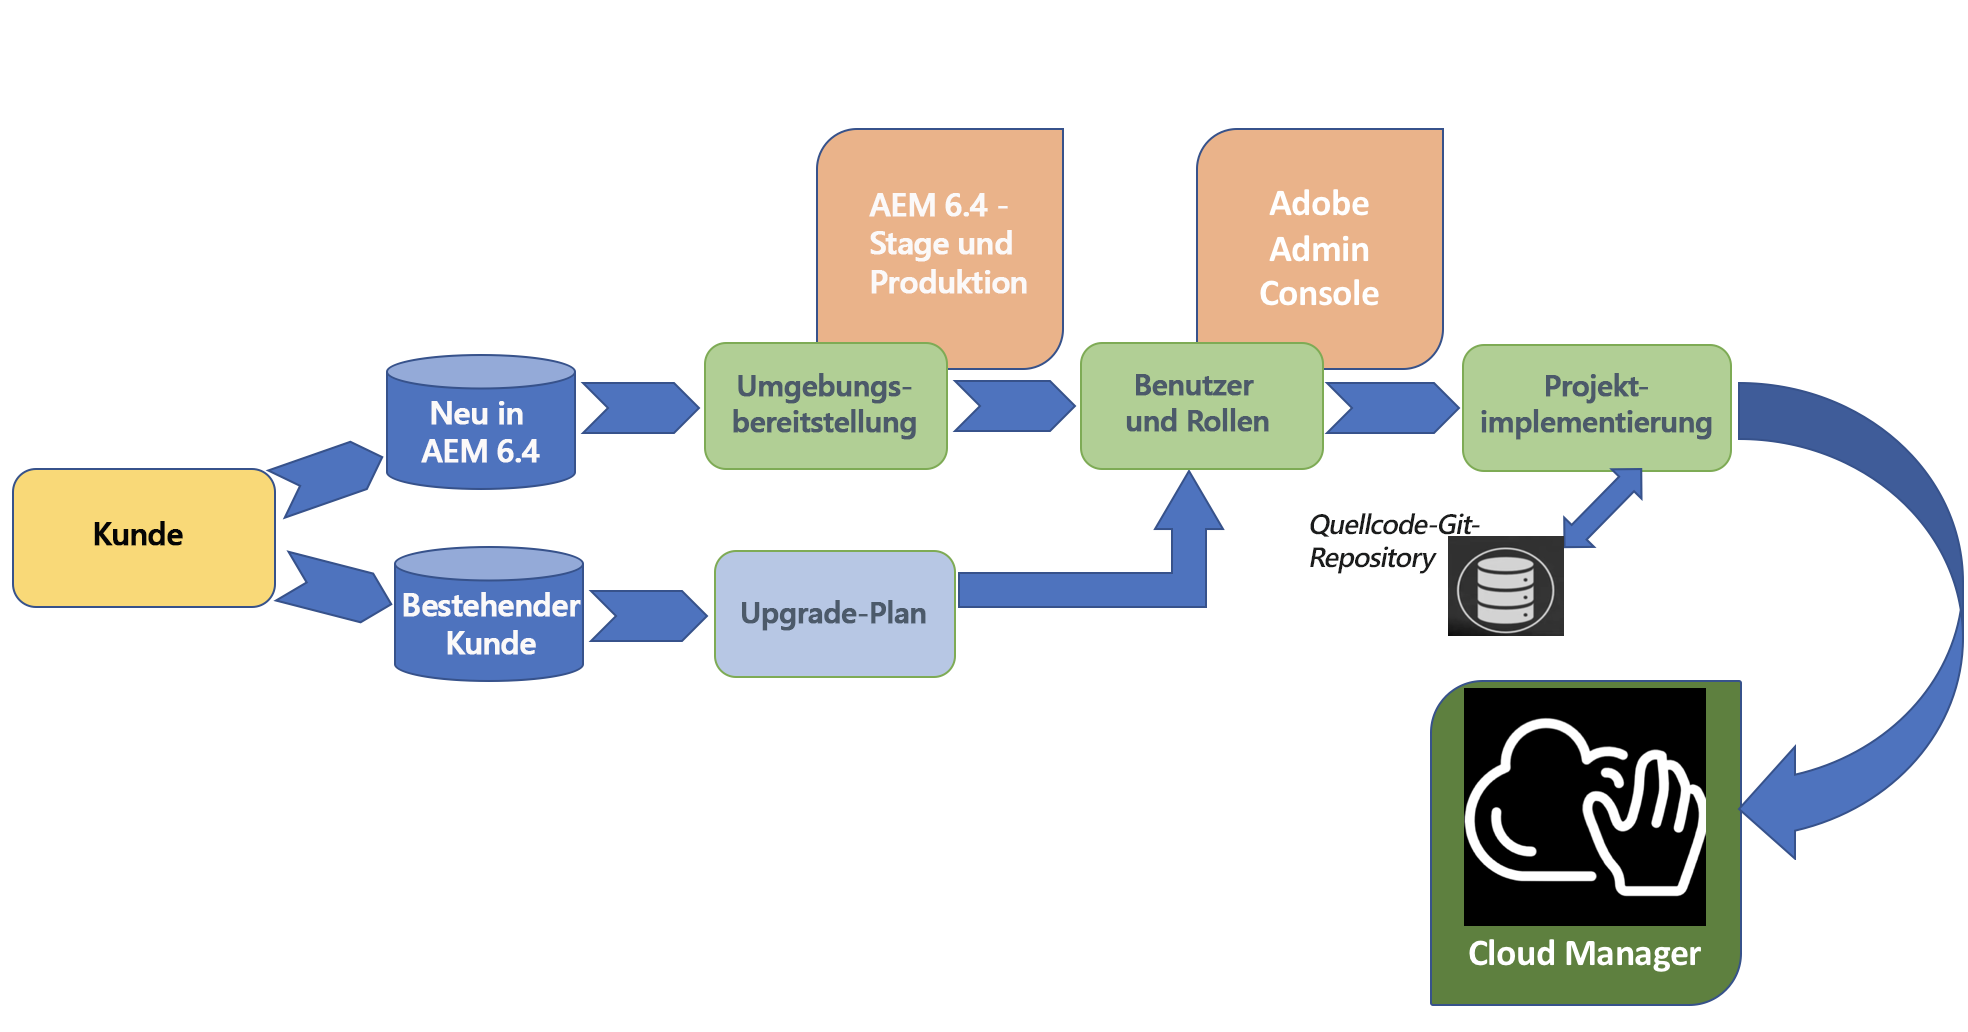 AEM 6.4 -
Stage und
Produktion
Adobe
Admin
Console
Neu in
AEM 6.4
Umgebungs-
bereitstellung
Benutzer
und Rollen
Projekt-
implementierung
Kunde
Quellcode-Git-
Repository
Bestehender
Kunde
Upgrade-Plan
Cloud Manager